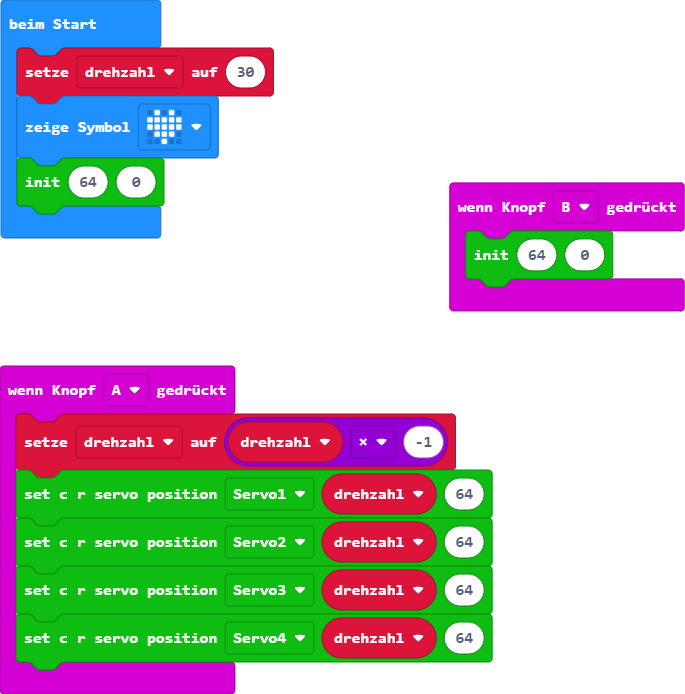 beim Start
setze drehzahl auf 30
zeige Symbol
init 64 0
wenn Knopf B gedrückt
init 64 0
wenn Knopf A gedrückt
setze drehzahl auf drehzahl × -1
set c r servo position Servo1 drehzahl 64
set c r servo position Servo2 drehzahl 64
set c r servo position Servo3 drehzahl 64
set c r servo position Servo4 drehzahl 64